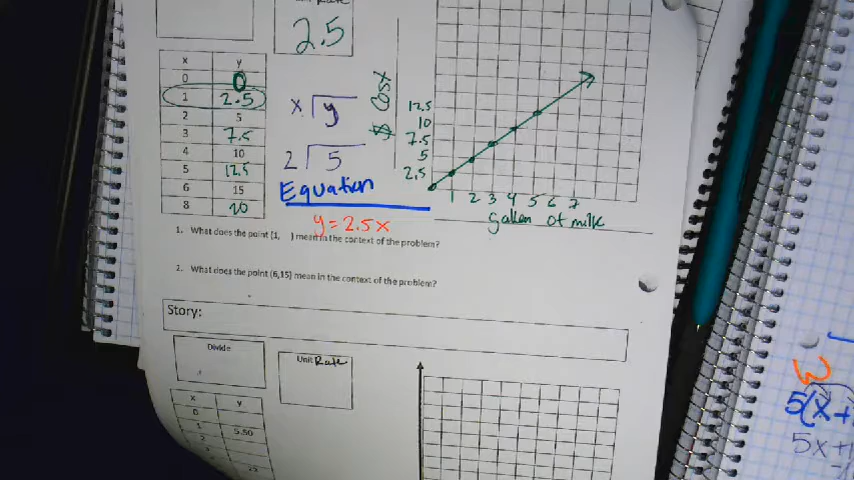 Rate
2.5
x y
0 0
1 2.5
2 5
3 7.5
4 10
5 12.5
6 15
8 20
x y
2 5
Equation
y = 2.5x
$ Cost
12.5
10
7.5
5
2.5
1 2 3 4 5 6 7
gallon of milk
1. What does the point (1, ) mean in the context of the problem?
2. What does the point (6,15) mean in the context of the problem?
Story:
Divide
Unit Rate
x y
0
1 5.50
2
5(x+
5x+